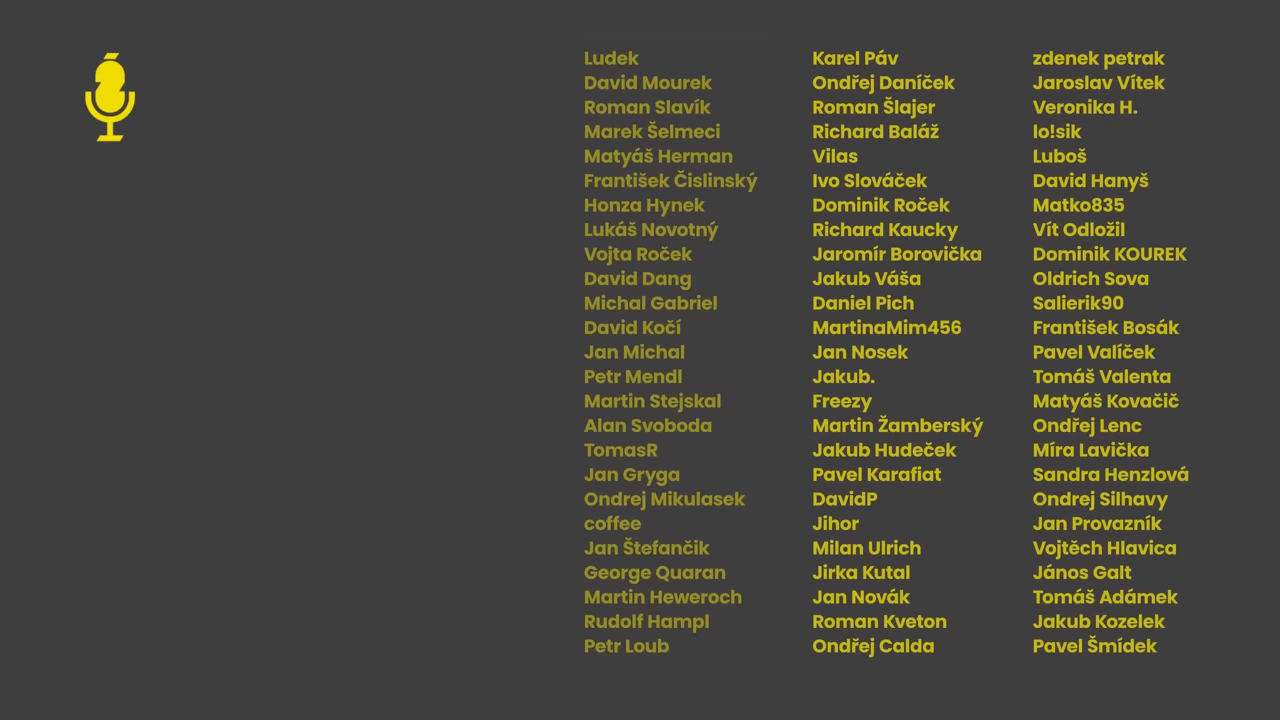 Ludek
David Mourek
Roman Slavík
Marek Šelmeci
Matyáš Herman
František Čislinský
Honza Hynek
Lukáš Novotný
Vojta Roček
David Dang
Michal Gabriel
David Kočí
Jan Michal
Petr Mendl
Martin Stejskal
Alan Svoboda
TomasR
Jan Gryga
Ondrej Mikulasek
coffee
Jan Štefančik
George Quaran
Martin Heweroch
Rudolf Hampl
Petr Loub
Karel Páv
Ondřej Daníček
Roman Šlajer
Richard Baláž
Vilas
Ivo Slováček
Dominik Roček
Richard Kaucky
Jaromír Borovička
Jakub Váša
Daniel Pich
MartinaMim456
Jan Nosek
Jakub.
Freezy
Martin Žamberský
Jakub Hudeček
Pavel Karafiat
DavidP
Jihor
Milan Ulrich
Jirka Kutal
Jan Novák
Roman Kveton
Ondřej Calda
zdenek petrak
Jaroslav Vítek
Veronika H.
lo!sik
Luboš
David Hanyš
Matko835
Vít Odložil
Dominik KOUREK
Oldrich Sova
Salierik90
František Bosák
Pavel Valíček
Tomáš Valenta
Matyáš Kovačič
Ondřej Lenc
Míra Lavička
Sandra Henzlová
Ondrej Silhavy
Jan Provazník
Vojtěch Hlavica
János Galt
Tomáš Adámek
Jakub Kozelek
Pavel Šmídek